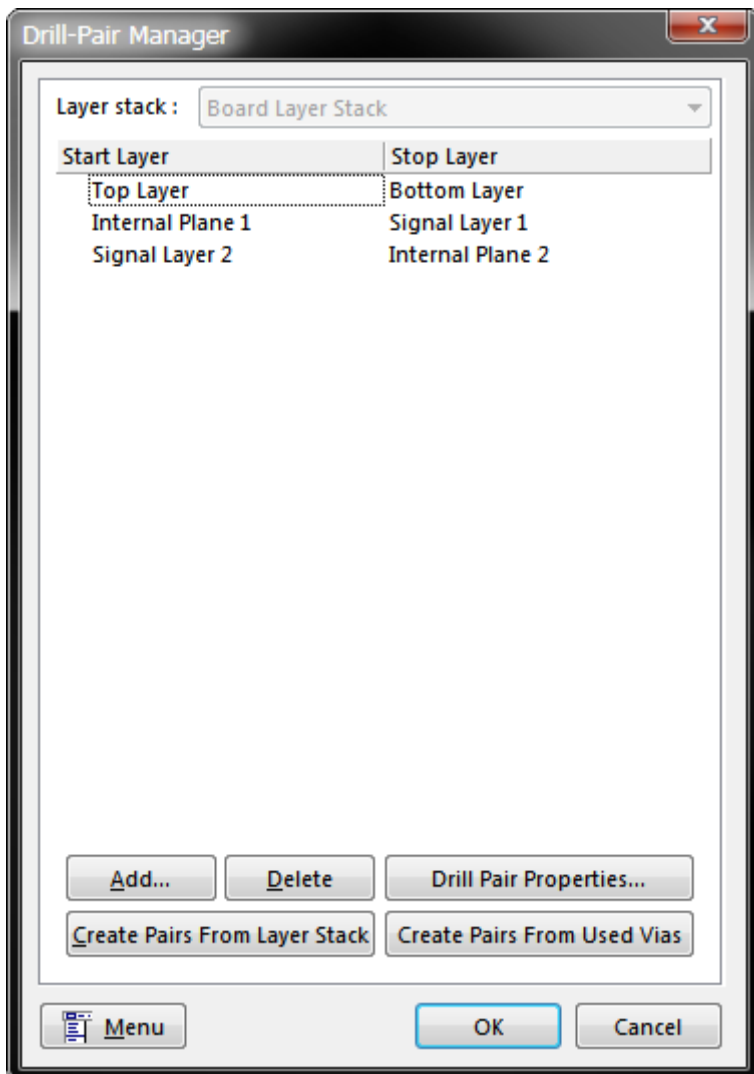 Drill-Pair Manager
Layer stack : Board Layer Stack
Start Layer Stop Layer
Top Layer Bottom Layer
Internal Plane 1 Signal Layer 1
Signal Layer 2 Internal Plane 2
Add... Delete Drill Pair Properties...
Create Pairs From Layer Stack Create Pairs From Used Vias
Menu OK Cancel